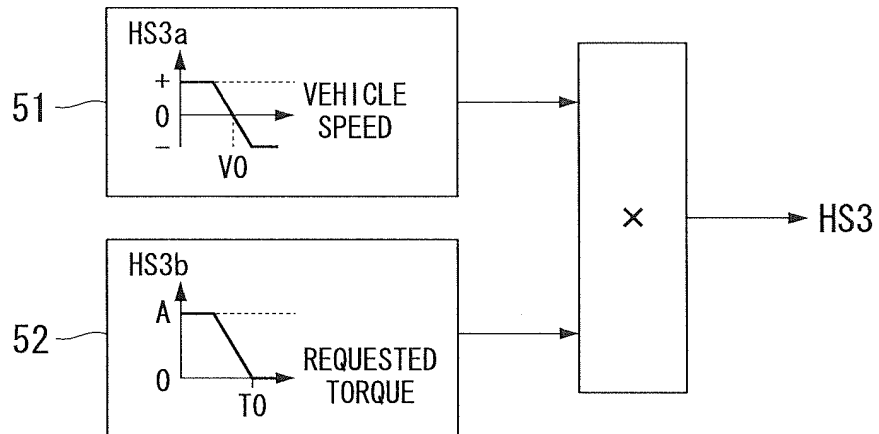 HS3a
+
0
−
V0
VEHICLE
SPEED
51
HS3b
A
0
T0
REQUESTED
TORQUE
52
×
HS3